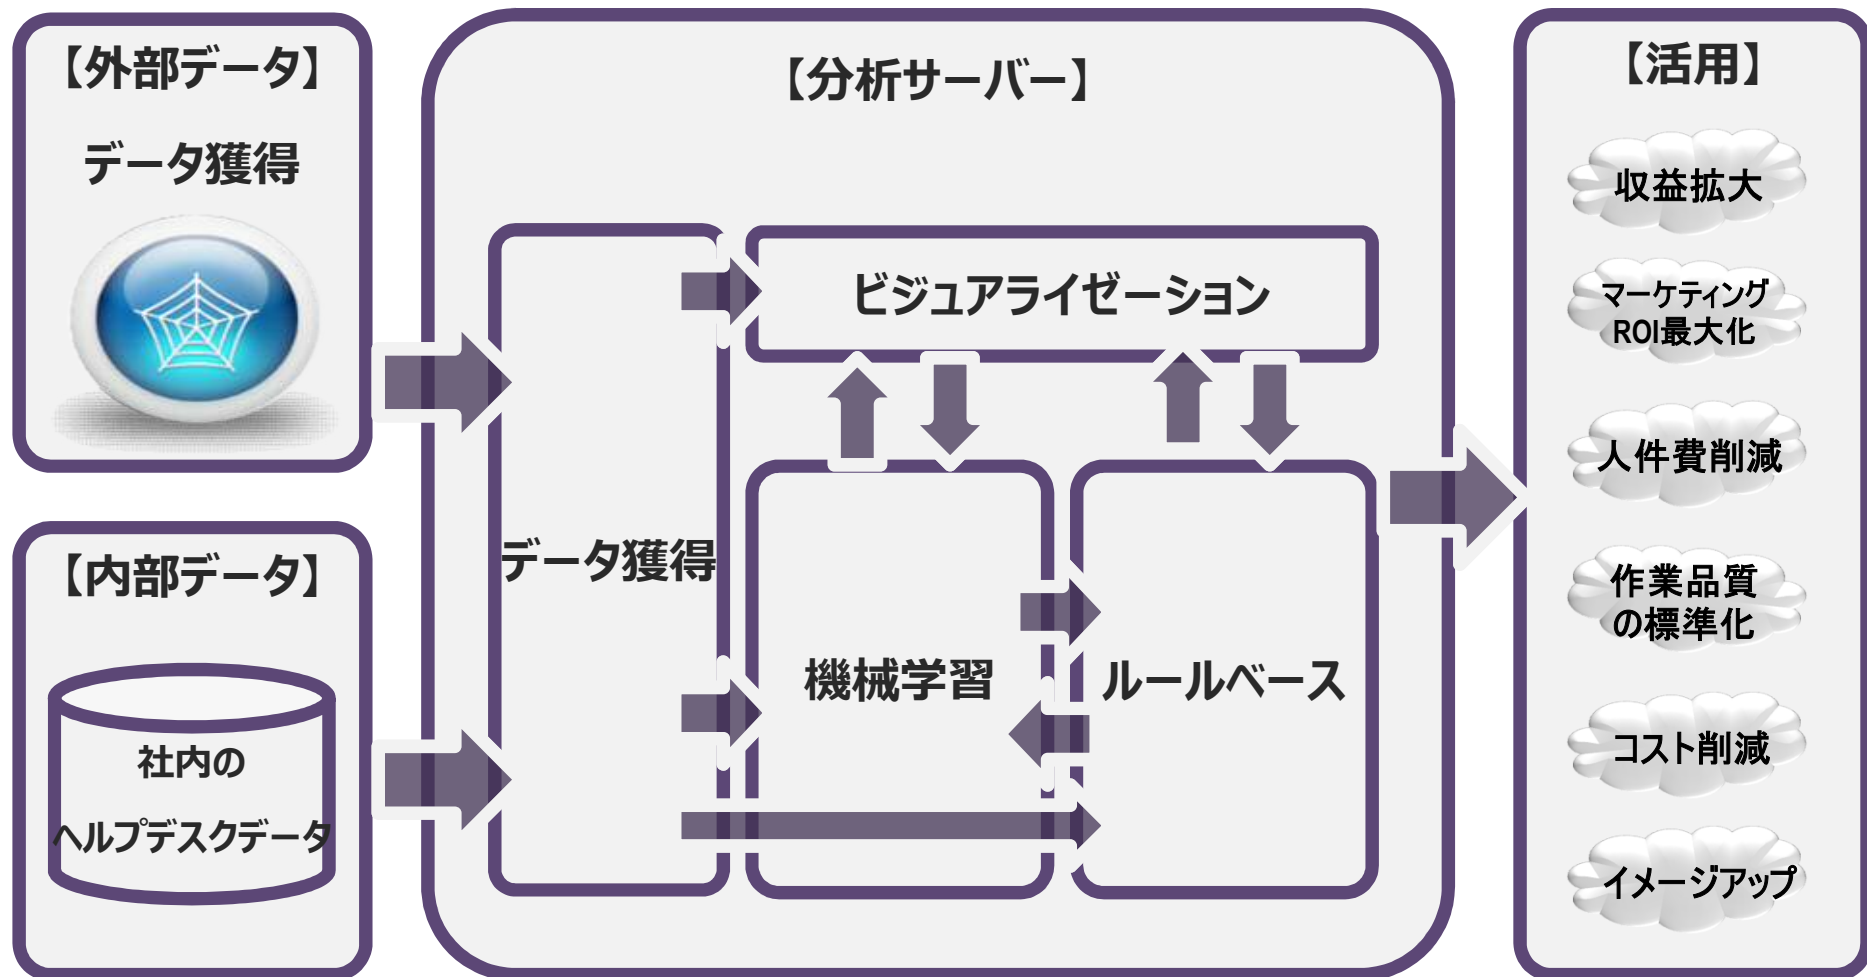 【外部データ】
データ獲得
【内部データ】
社内の
ヘルプデスクデータ
【分析サーバー】
データ獲得
ビジュアライゼーション
機械学習
ルールベース
【活用】
収益拡大
マーケティング
ROI最大化
人件費削減
作業品質
の標準化
コスト削減
イメージアップ